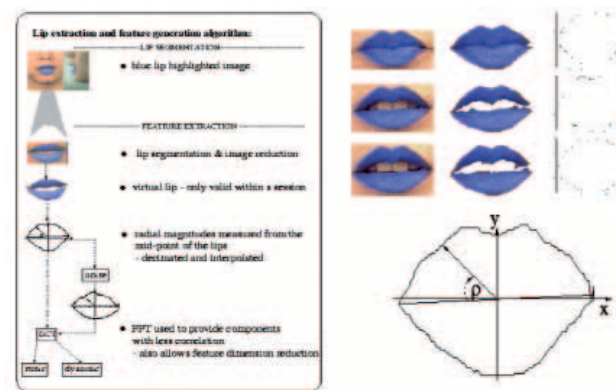 Lip extraction and feature generation algorithm:
LIP SEGMENTATION
blue lip highlighted image
FEATURE EXTRACTION
lip segmentation & image reduction
virtual lip - only valid within a session
radial magnitudes measured from the
mid-point of the lips
- decimated and interpolated
FFT used to provide components
with less correlation
- also allows feature dimension reduction
static
dynamic
y
ρ
x